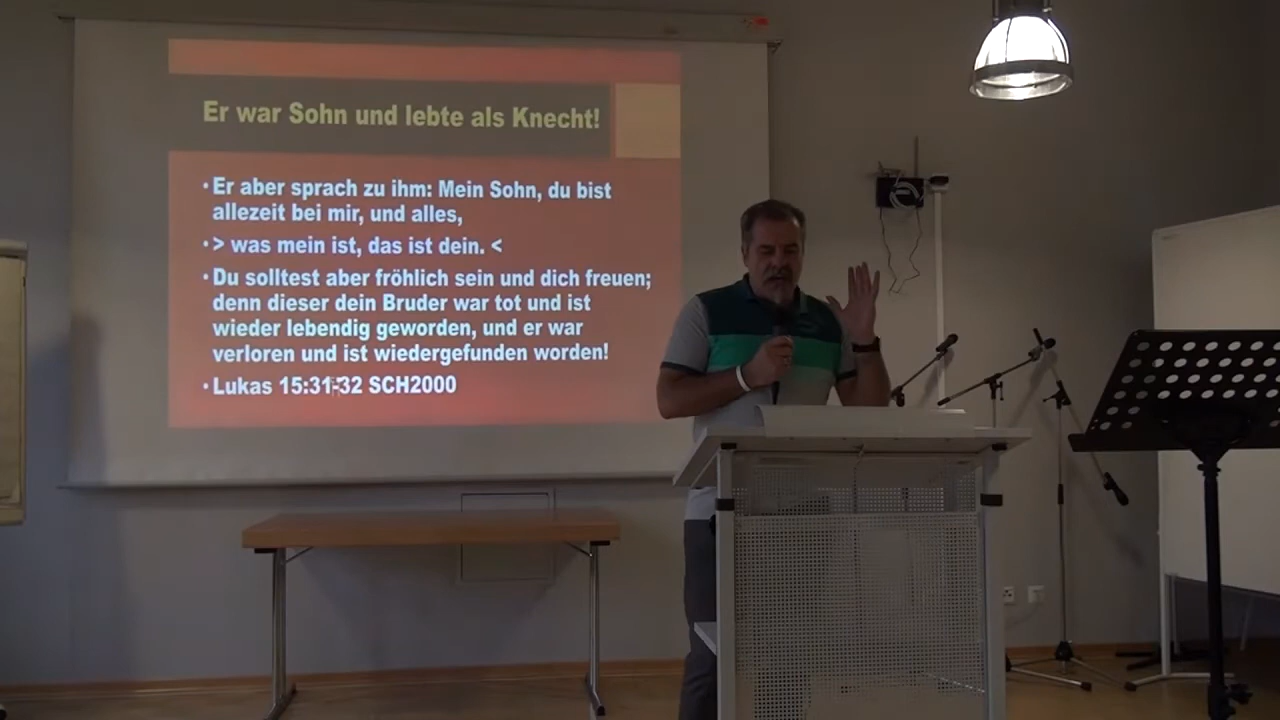 Er war Sohn und lebte als Knecht!
• Er aber sprach zu ihm: Mein Sohn, du bist
allezeit bei mir, und alles,
• > was mein ist, das ist dein. <
• Du solltest aber fröhlich sein und dich freuen;
denn dieser dein Bruder war tot und ist
wieder lebendig geworden, und er war
verloren und ist wiedergefunden worden!
• Lukas 15:31-32 SCH2000